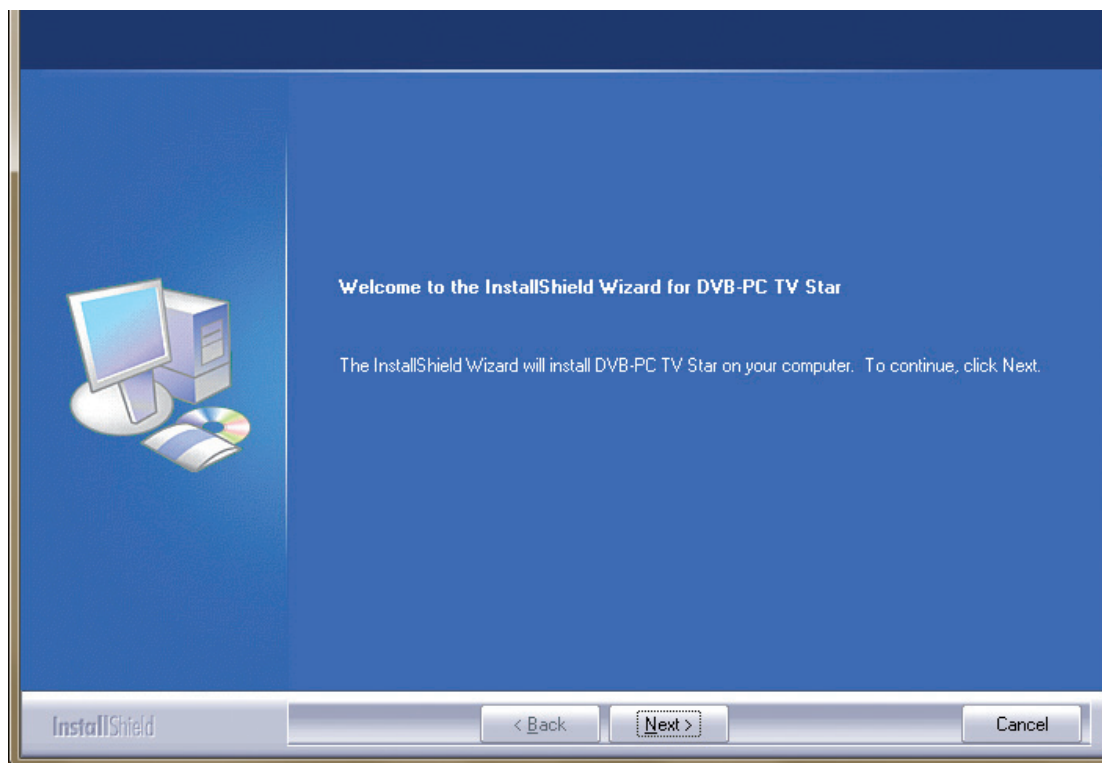 Welcome to the InstallShield Wizard for DVB-PC TV Star
The InstallShield Wizard will install DVB-PC TV Star on your computer. To continue, click Next.
InstallShield
< Back
Next >
Cancel